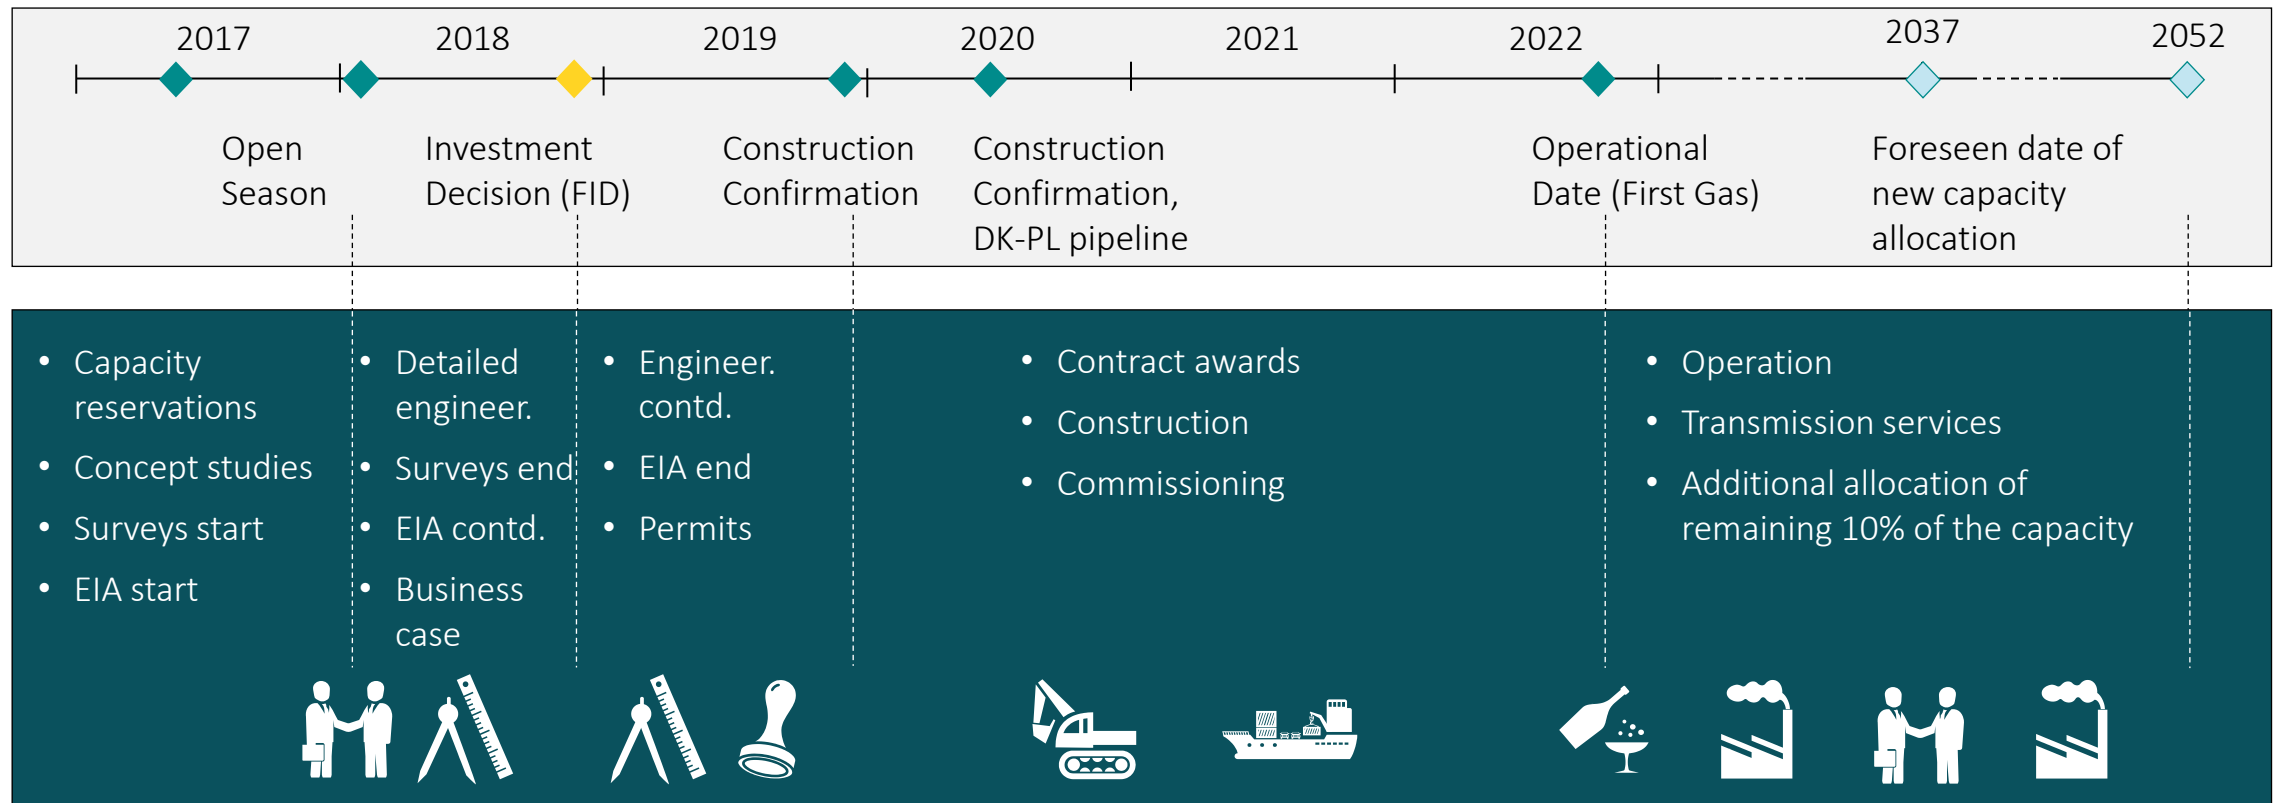 2017
2018
2019
2020
2021
2022
2037
2052
Open
Season
Investment
Decision (FID)
Construction
Confirmation
Construction
Confirmation,
DK-PL pipeline
Operational
Date (First Gas)
Foreseen date of
new capacity
allocation
• Capacity
reservations
• Concept studies
• Surveys start
• EIA start
• Detailed
engineer.
• Surveys end
• EIA contd.
• Business
case
• Engineer.
contd.
• EIA end
• Permits
• Contract awards
• Construction
• Commissioning
• Operation
• Transmission services
• Additional allocation of
remaining 10% of the capacity